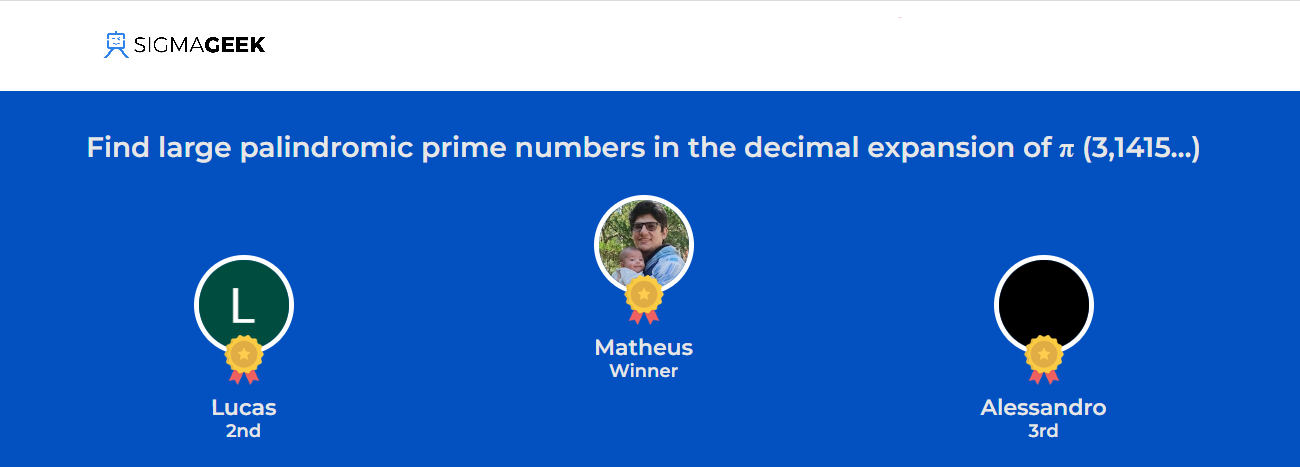 SIGMAGEEK
Find large palindromic prime numbers in the decimal expansion of π (3,1415...)
L
Matheus
Winner
Lucas
2nd
Alessandro
3rd